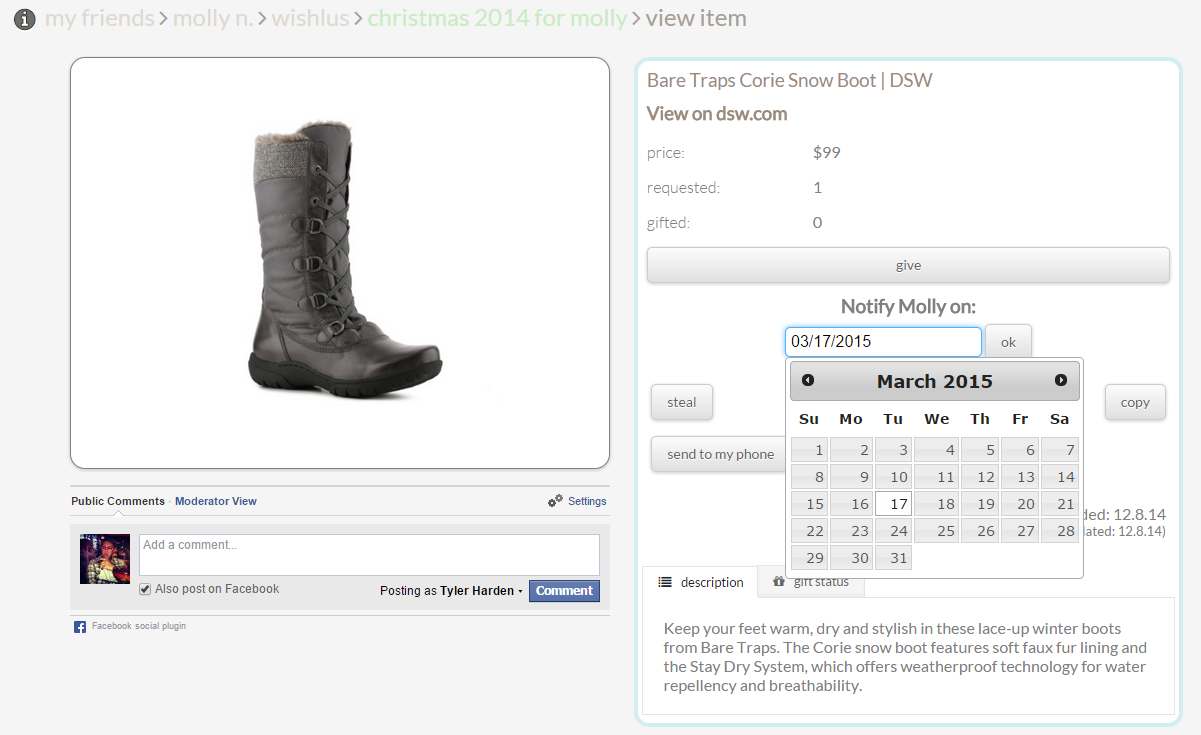 my friends > molly n. > wishlus > christmas 2014 for molly > view item
Bare Traps Corie Snow Boot | DSW
View on dsw.com
price: $99
requested: 1
gifted: 0
give
Notify Molly on:
03/17/2015 ok
March 2015
Su Mo Tu We Th Fr Sa
1 2 3 4 5 6 7
8 9 10 11 12 13 14
15 16 17 18 19 20 21
22 23 24 25 26 27 28
29 30 31
steal
copy
send to my phone
ded: 12.8.14
lated: 12.8.14)
description gift status
Keep your feet warm, dry and stylish in these lace-up winter boots
from Bare Traps. The Corie snow boot features soft faux fur lining and
the Stay Dry System, which offers weatherproof technology for water
repellency and breathability.
Public Comments · Moderator View Settings
Add a comment...
Also post on Facebook Posting as Tyler Harden Comment
Facebook social plugin